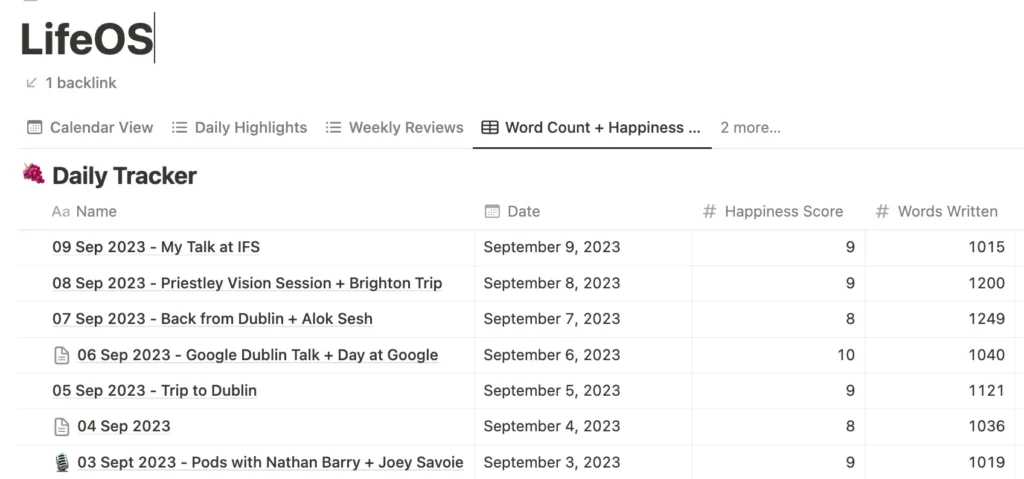 LifeOS
1 backlink
Calendar View Daily Highlights Weekly Reviews Word Count + Happiness ... 2 more...
Daily Tracker
Aa Name Date # Happiness Score # Words Written
09 Sep 2023 - My Talk at IFS September 9, 2023 9 1015
08 Sep 2023 - Priestley Vision Session + Brighton Trip September 8, 2023 9 1200
07 Sep 2023 - Back from Dublin + Alok Sesh September 7, 2023 8 1249
06 Sep 2023 - Google Dublin Talk + Day at Google September 6, 2023 10 1040
05 Sep 2023 - Trip to Dublin September 5, 2023 9 1121
04 Sep 2023 September 4, 2023 8 1036
03 Sept 2023 - Pods with Nathan Barry + Joey Savoie September 3, 2023 9 1019